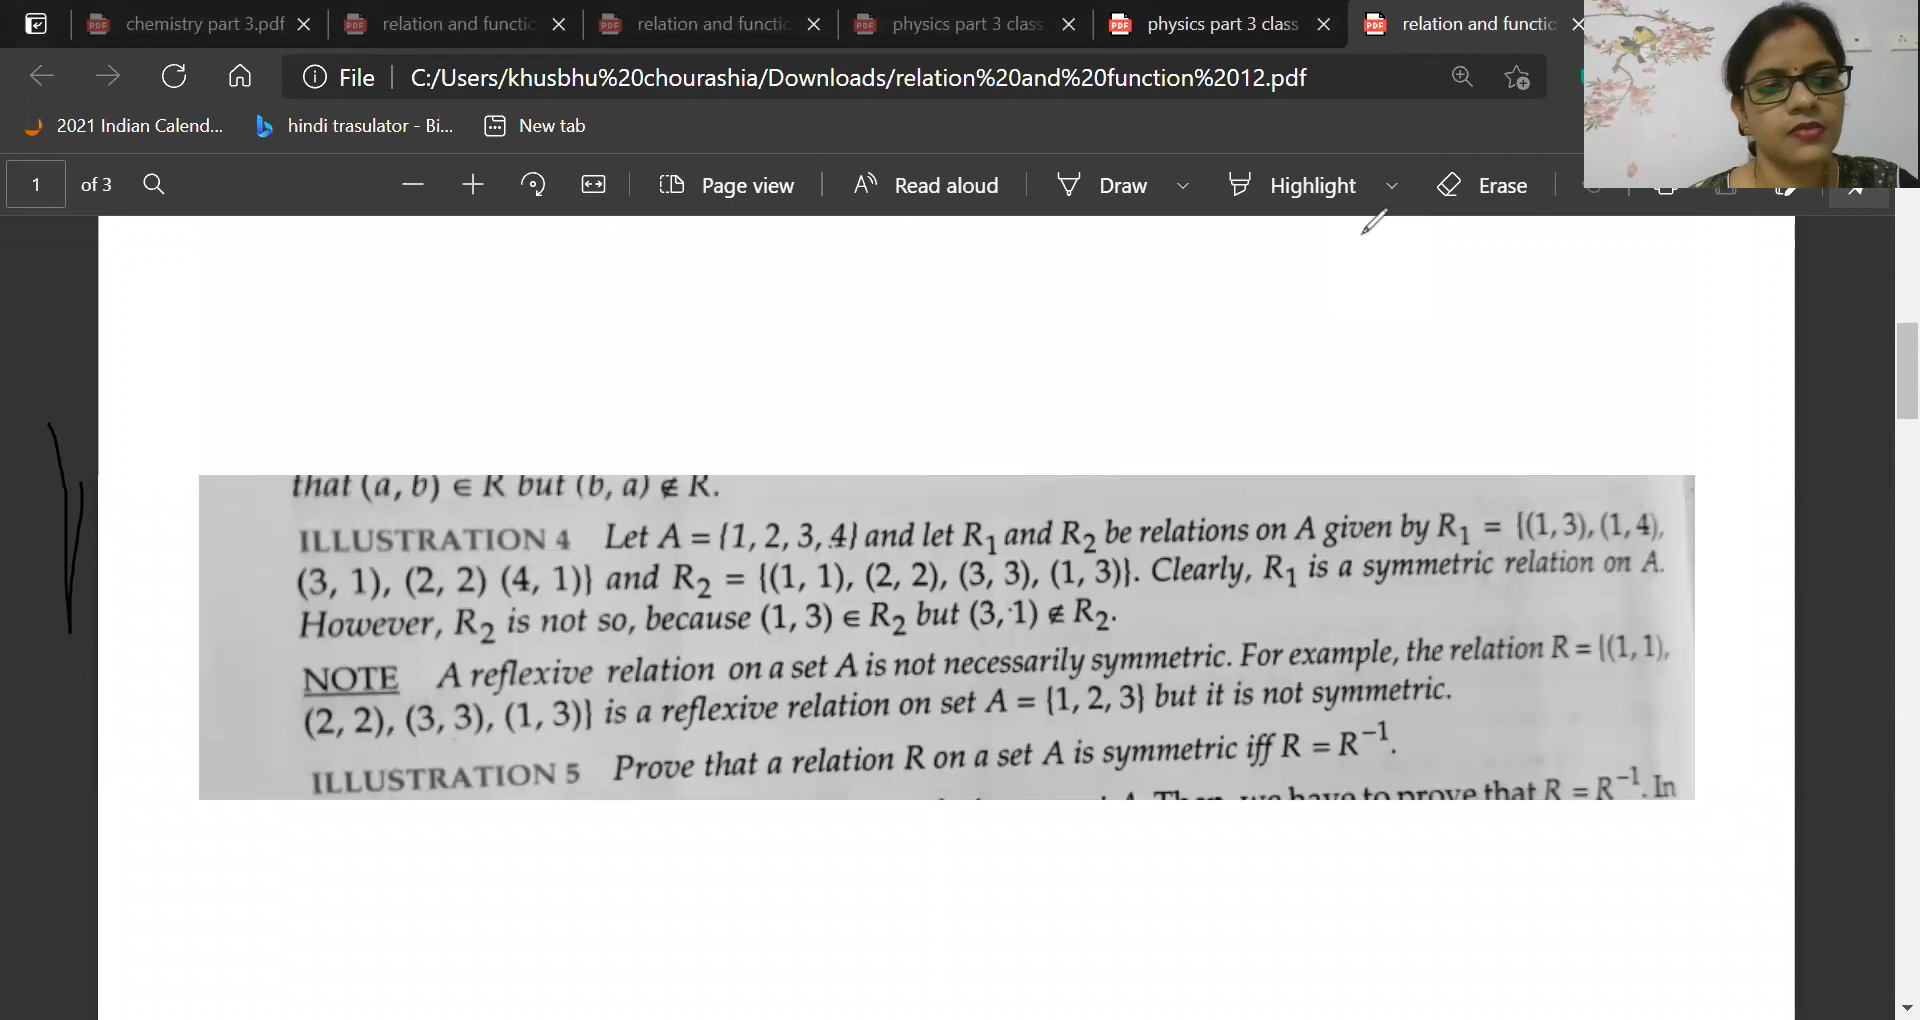 chemistry part 3.pdf
relation and functic
relation and functic
physics part 3 class
physics part 3 class
relation and functic
File
C:/Users/khusbhu%20chourashia/Downloads/relation%20and%20function%2012.pdf
2021 Indian Calend...
hindi trasulator - Bi...
New tab
1 of 3
Page view
Read aloud
Draw
Highlight
Erase
that (a, b) ∈ R but (b, a) ∉ R.
ILLUSTRATION 4 Let A = {1, 2, 3, 4} and let R₁ and R₂ be relations on A given by R₁ = {(1, 3), (1, 4),
(3, 1), (2, 2) (4, 1)} and R₂ = {(1, 1), (2, 2), (3, 3), (1, 3)}. Clearly, R₁ is a symmetric relation on A.
However, R₂ is not so, because (1, 3) ∈ R₂ but (3, 1) ∉ R₂.
NOTE A reflexive relation on a set A is not necessarily symmetric. For example, the relation R = {(1, 1),
(2, 2), (3, 3), (1, 3)} is a reflexive relation on set A = {1, 2, 3} but it is not symmetric.
ILLUSTRATION 5 Prove that a relation R on a set A is symmetric iff R = R⁻¹.
A. Then, we have to prove that R = R⁻¹. In